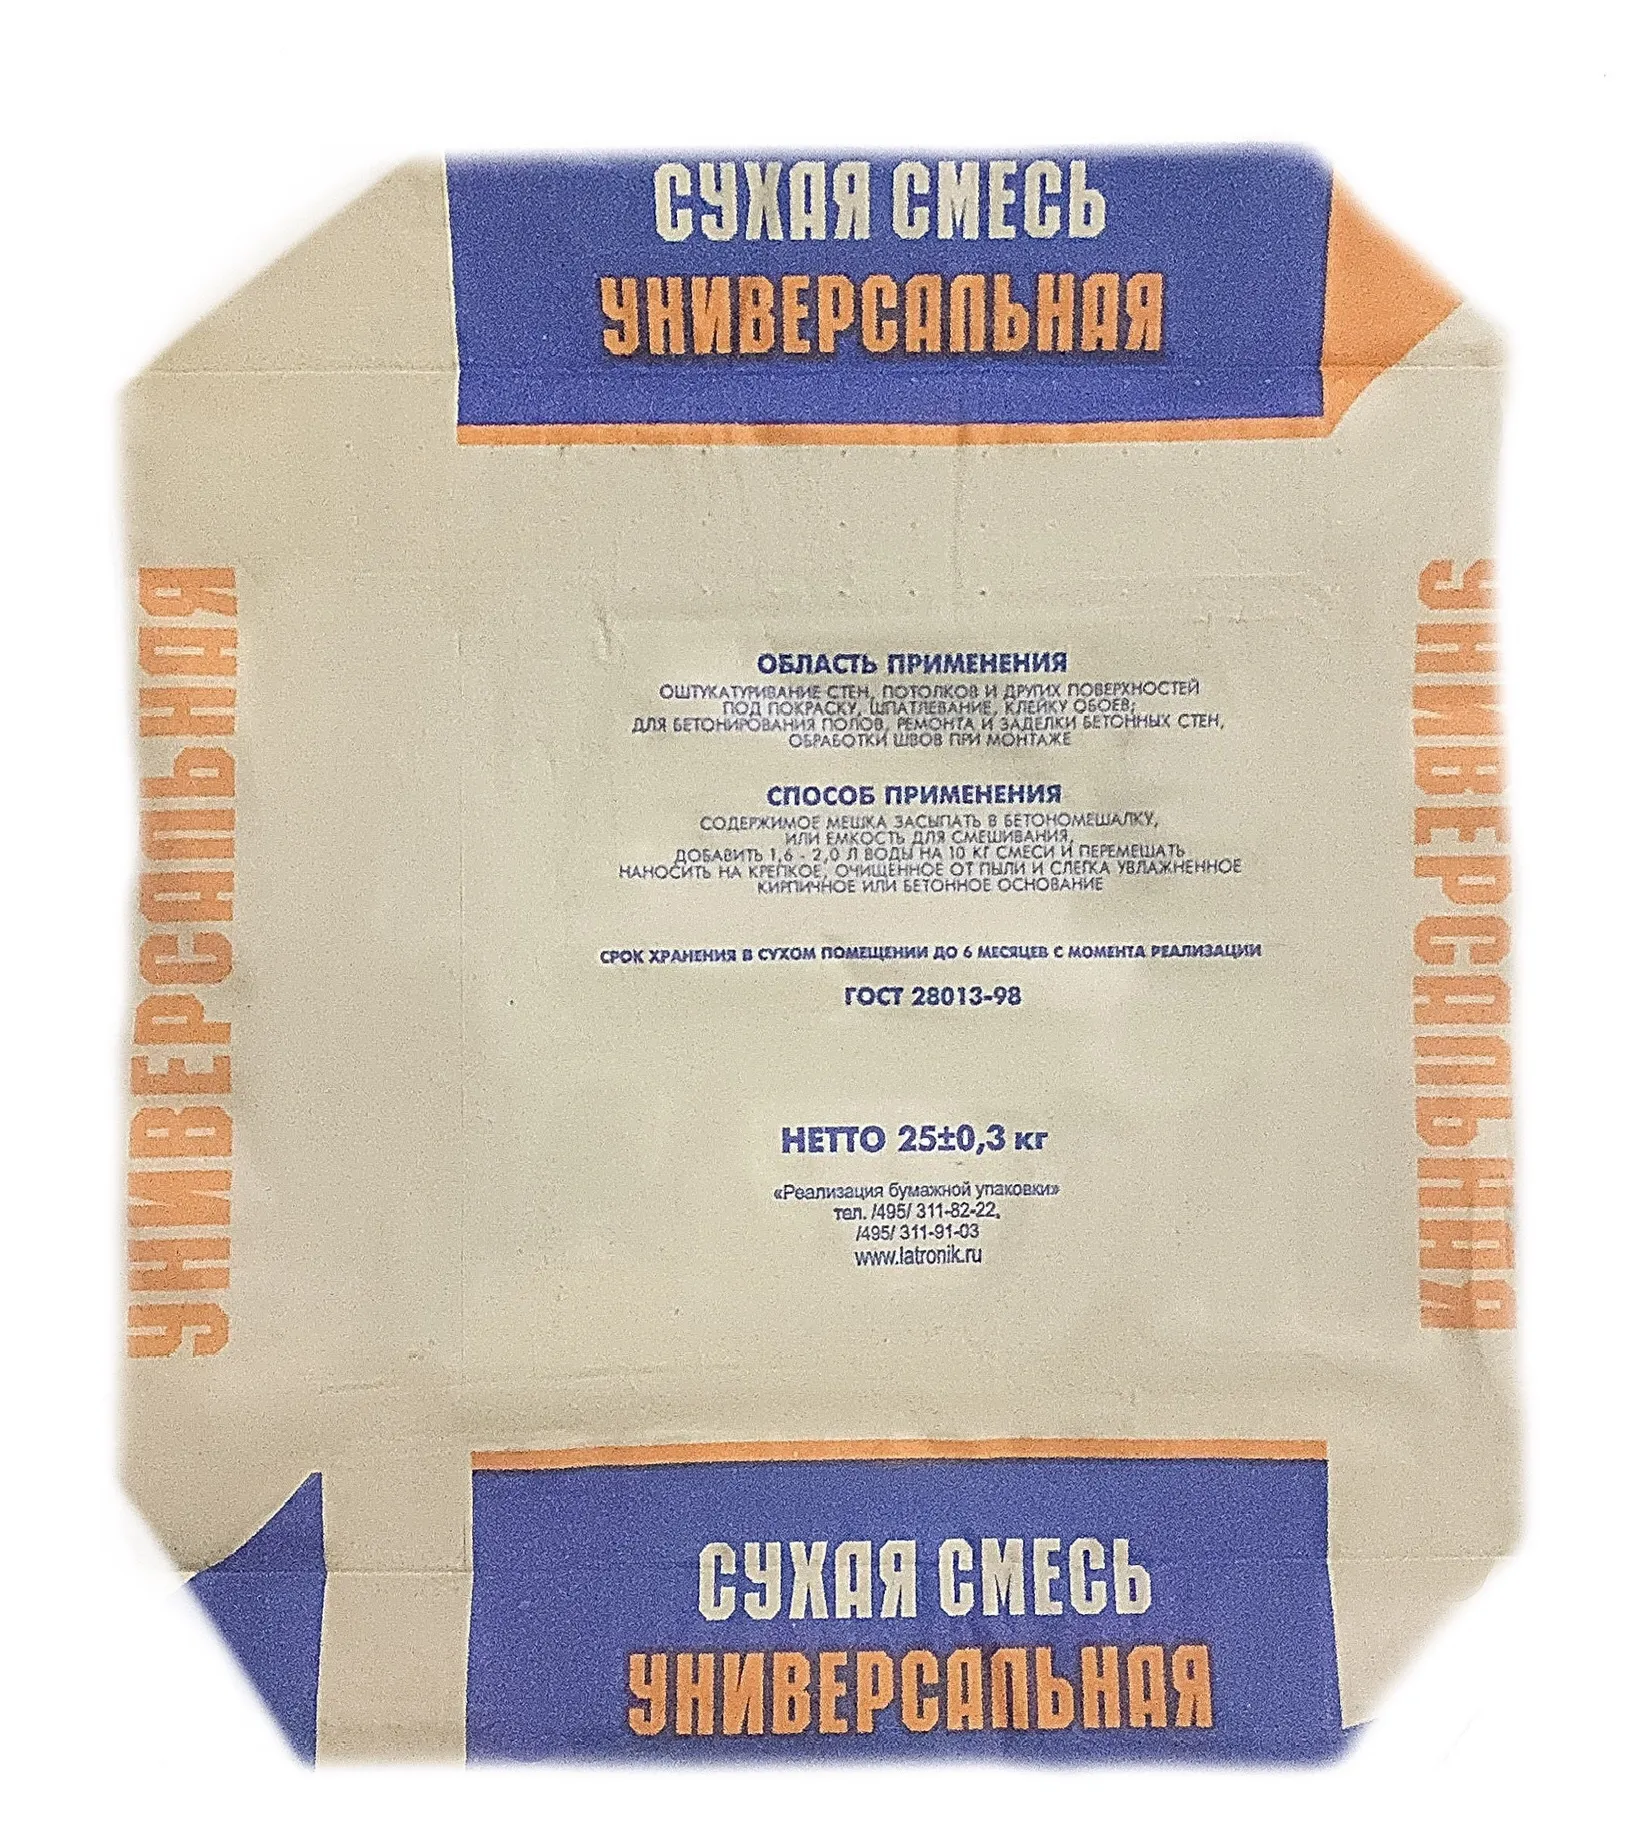 СУХАЯ СМЕСЬ
УНИВЕРСАЛЬНАЯ
УНИВЕРСАЛЬНАЯ
УНИВЕРСАЛЬНАЯ
ОБЛАСТЬ ПРИМЕНЕНИЯ
ОШТУКАТУРИВАНИЕ СТЕН, ПОТОЛКОВ И ДРУГИХ ПОВЕРХНОСТЕЙ
ПОД ПОКРАСКУ, ШПАТЛЕВАНИЕ, КЛЕЙКУ ОБОЕВ;
ДЛЯ БЕТОНИРОВАНИЯ ПОЛОВ, РЕМОНТА И ЗАДЕЛКИ БЕТОННЫХ СТЕН,
ОБРАБОТКИ ШВОВ ПРИ МОНТАЖЕ
СПОСОБ ПРИМЕНЕНИЯ
СОДЕРЖИМОЕ МЕШКА ЗАСЫПАТЬ В БЕТОНОМЕШАЛКУ,
ИЛИ ЕМКОСТЬ ДЛЯ СМЕШИВАНИЯ,
ДОБАВИТЬ 1,6 - 2,0 Л ВОДЫ НА 10 КГ СМЕСИ И ПЕРЕМЕШАТЬ
НАНОСИТЬ НА КРЕПКОЕ, ОЧИЩЕННОЕ ОТ ПЫЛИ И СЛЕГКА УВЛАЖНЕННОЕ
КИРПИЧНОЕ ИЛИ БЕТОННОЕ ОСНОВАНИЕ
СРОК ХРАНЕНИЯ В СУХОМ ПОМЕЩЕНИИ ДО 6 МЕСЯЦЕВ С МОМЕНТА РЕАЛИЗАЦИИ
ГОСТ 28013-98
НЕТТО 25±0,3 кг
«Реализация бумажной упаковки»
тел. /495/ 311-82-22,
/495/ 311-91-03
www.latronik.ru
СУХАЯ СМЕСЬ
УНИВЕРСАЛЬНАЯ